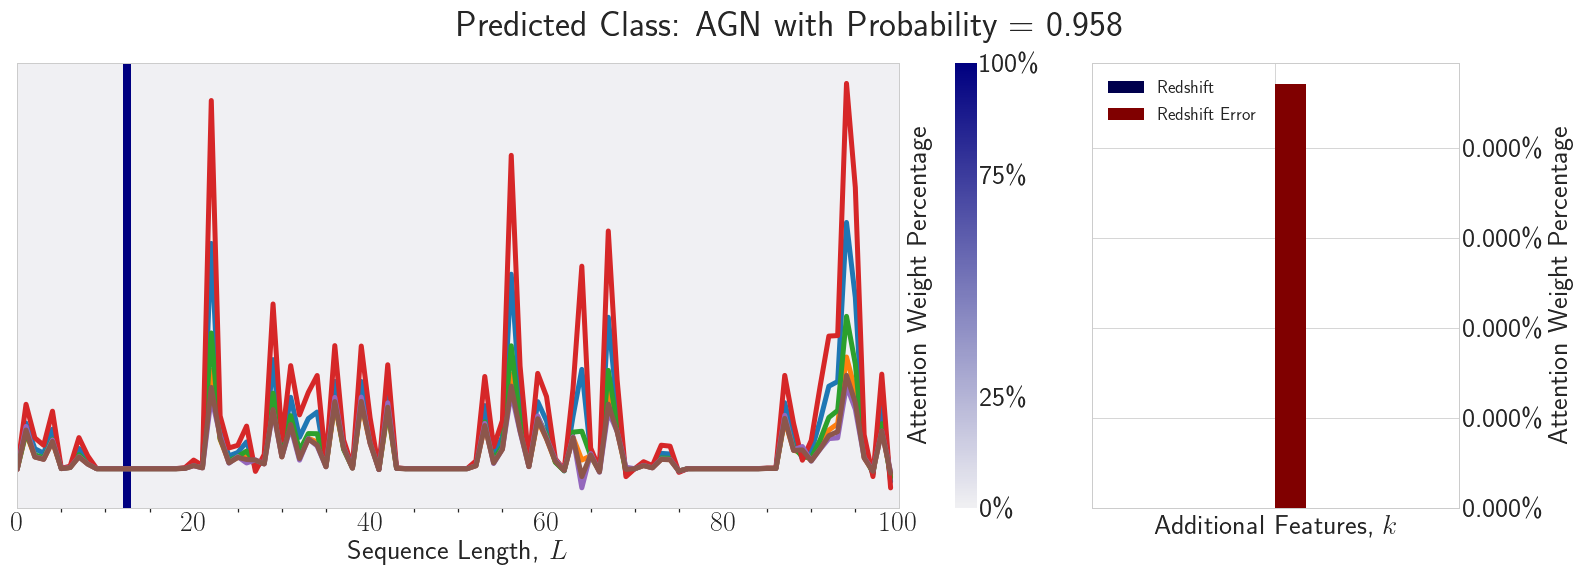 Predicted Class: AGN with Probability = 0.958
100%
75%
25%
0%
Attention Weight Percentage
0 20 40 60 80 100
Sequence Length, L
Redshift
Redshift Error
0.000%
0.000%
0.000%
0.000%
0.000%
Attention Weight Percentage
Additional Features, k